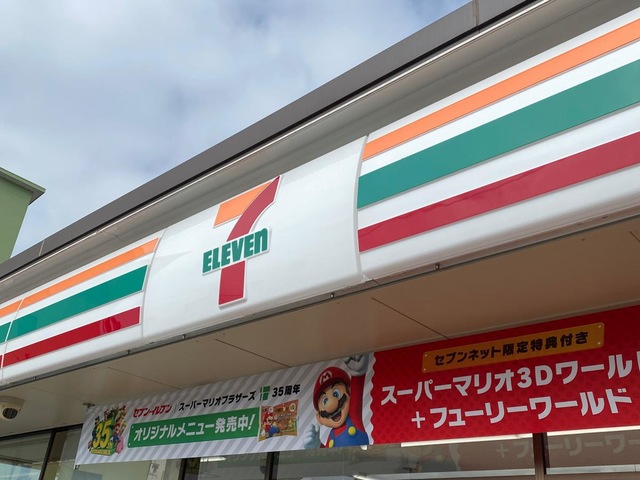 7
ELEVEn
セブン-イレブン スーパーマリオブラザーズ 35周年
オリジナルメニュー発売中!
35
セブンネット限定特典付き
スーパーマリオ3Dワールド
+フューリーワールド